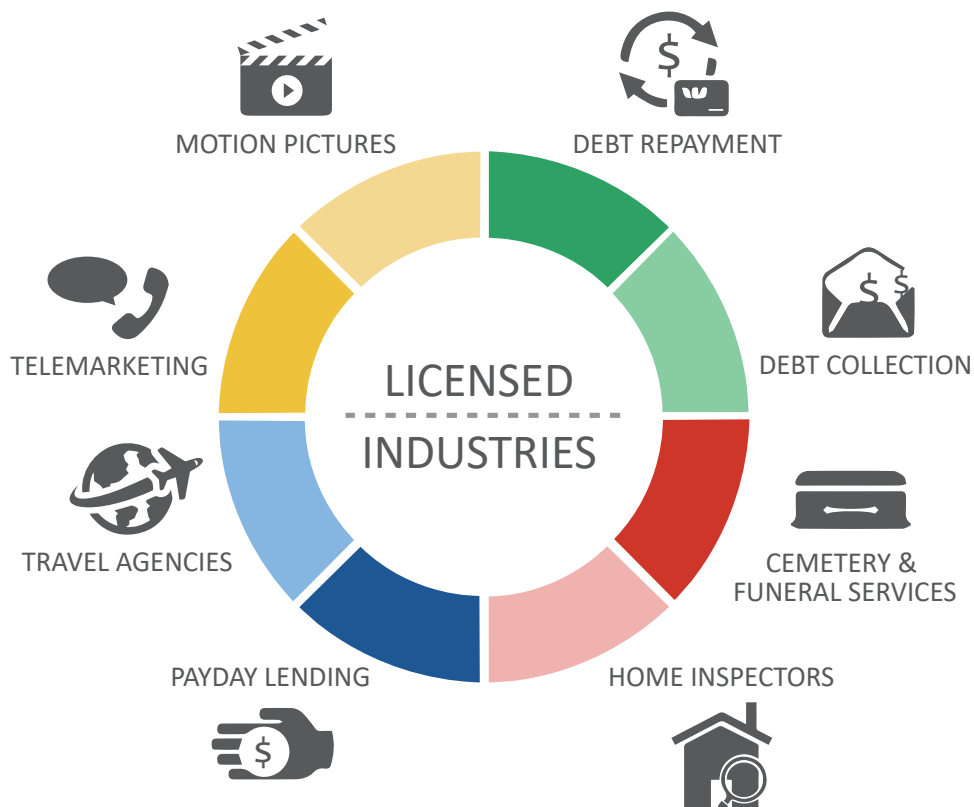 MOTION PICTURES
DEBT REPAYMENT
TELEMARKETING
DEBT COLLECTION
LICENSED
INDUSTRIES
TRAVEL AGENCIES
CEMETERY &
FUNERAL SERVICES
PAYDAY LENDING
HOME INSPECTORS
$
$
$
$